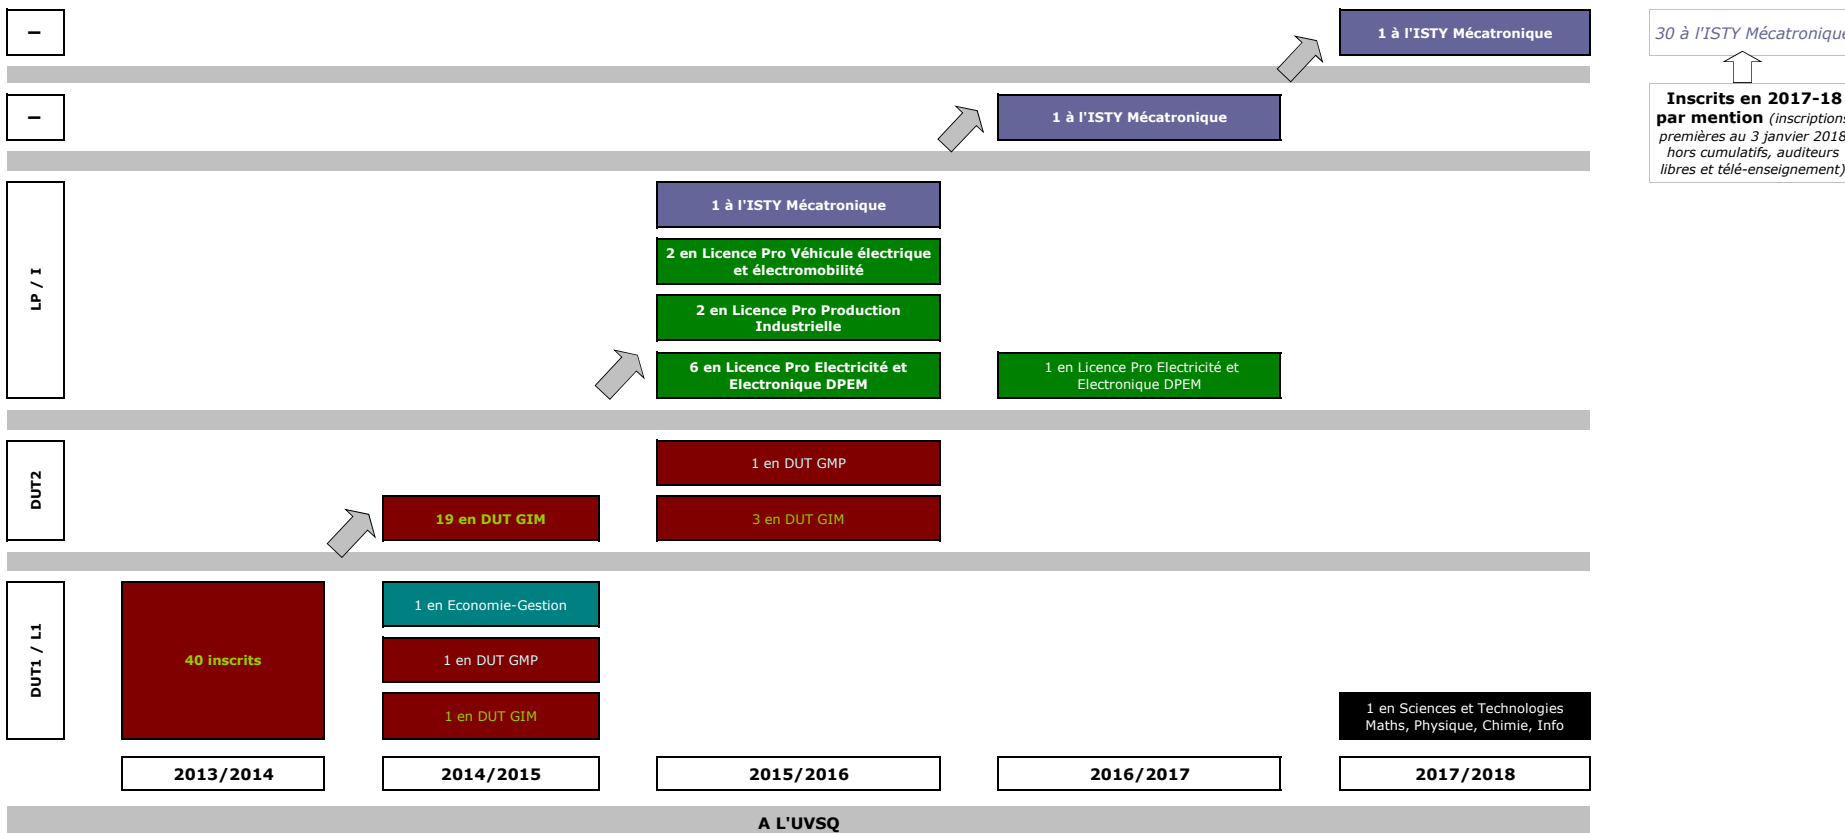 –
1 à l'ISTY Mécatronique
30 à l'ISTY Mécatronique
–
1 à l'ISTY Mécatronique
Inscrits en 2017-18
par mention (inscriptions
premières au 3 janvier 2018
hors cumulatifs, auditeurs
libres et télé-enseignement)
LP / I
1 à l'ISTY Mécatronique
2 en Licence Pro Véhicule électrique
et électromobilité
2 en Licence Pro Production
Industrielle
6 en Licence Pro Electricité et
Electronique DPEM
1 en Licence Pro Electricité et
Electronique DPEM
DUT2
1 en DUT GMP
19 en DUT GIM
3 en DUT GIM
DUT1 / L1
40 inscrits
1 en Economie-Gestion
1 en DUT GMP
1 en DUT GIM
1 en Sciences et Technologies
Maths, Physique, Chimie, Info
2013/2014
2014/2015
2015/2016
2016/2017
2017/2018
A L'UVSQ